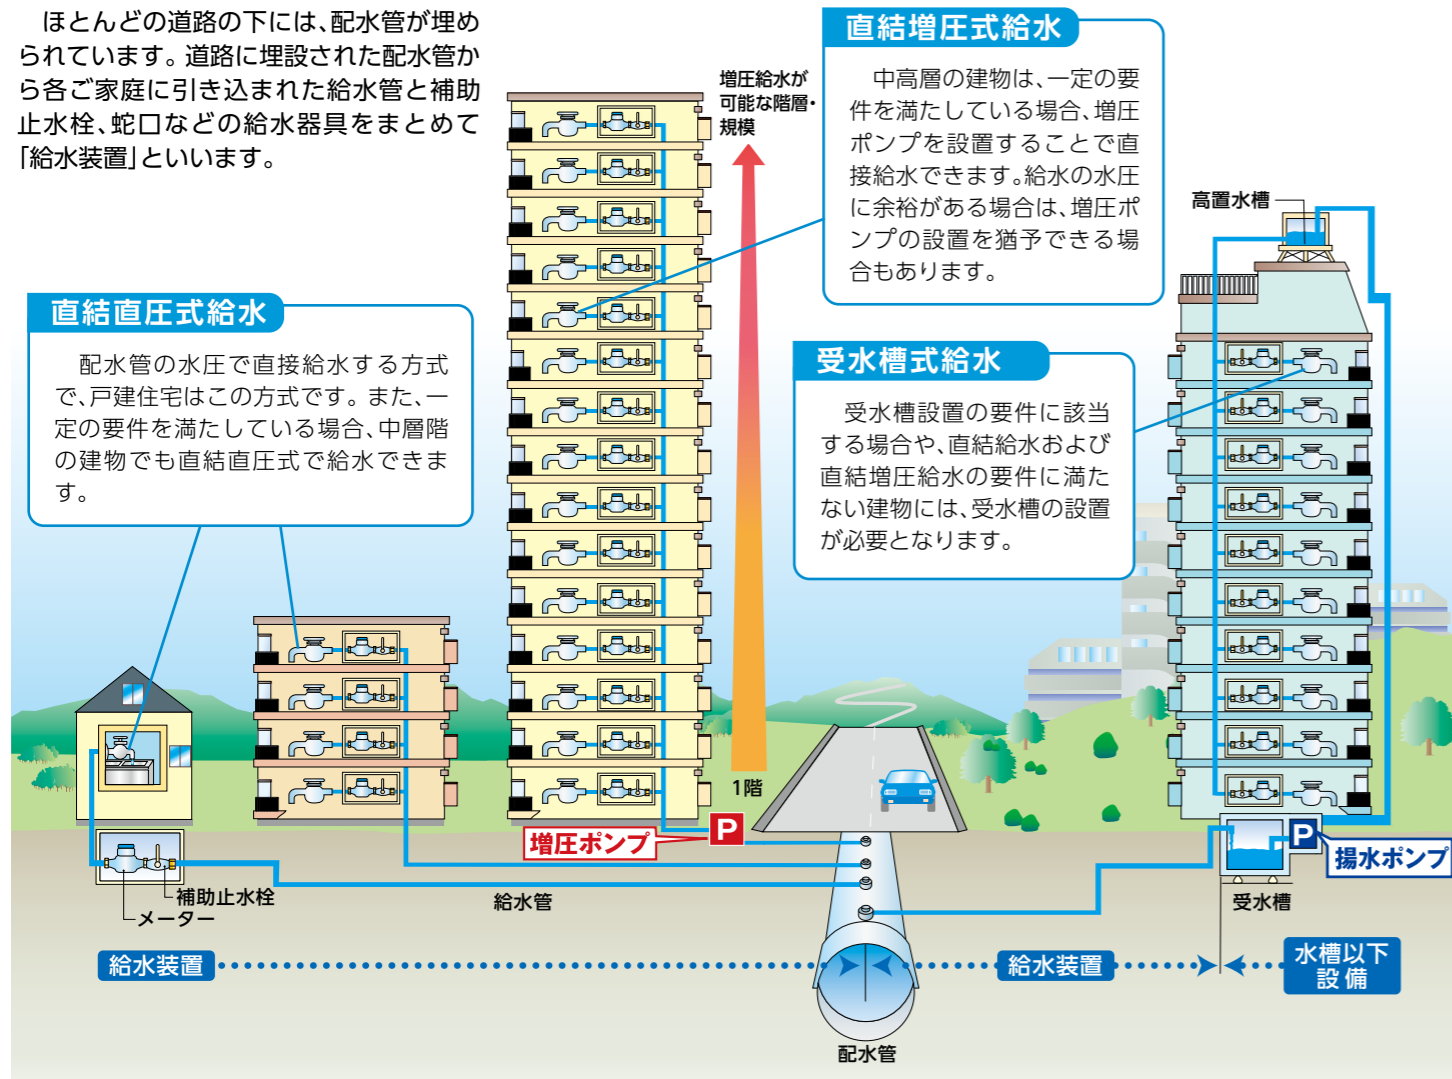 ほとんどの道路の下には、配水管が埋め
られています。道路に埋設された配水管か
ら各ご家庭に引き込まれた給水管と補助
止水栓、蛇口などの給水器具をまとめて
「給水装置」といいます。
直結直圧式給水
配水管の水圧で直接給水する方式
で、戸建住宅はこの方式です。また、一
定の要件を満たしている場合、中層階
の建物でも直結直圧式で給水できま
す。
増圧給水が
可能な階層・
規模
1階
直結増圧式給水
中高層の建物は、一定の要
件を満たしている場合、増圧
ポンプを設置することで直
接給水できます。給水の水圧
に余裕がある場合は、増圧ポ
ンプの設置を猶予できる場
合もあります。
受水槽式給水
受水槽設置の要件に該当
する場合や、直結給水および
直結増圧給水の要件に満た
ない建物には、受水槽の設置
が必要となります。
高置水槽
P
増圧ポンプ
P
揚水ポンプ
補助止水栓
メーター
給水管
受水槽
給水装置
給水装置
水槽以下
設備
配水管